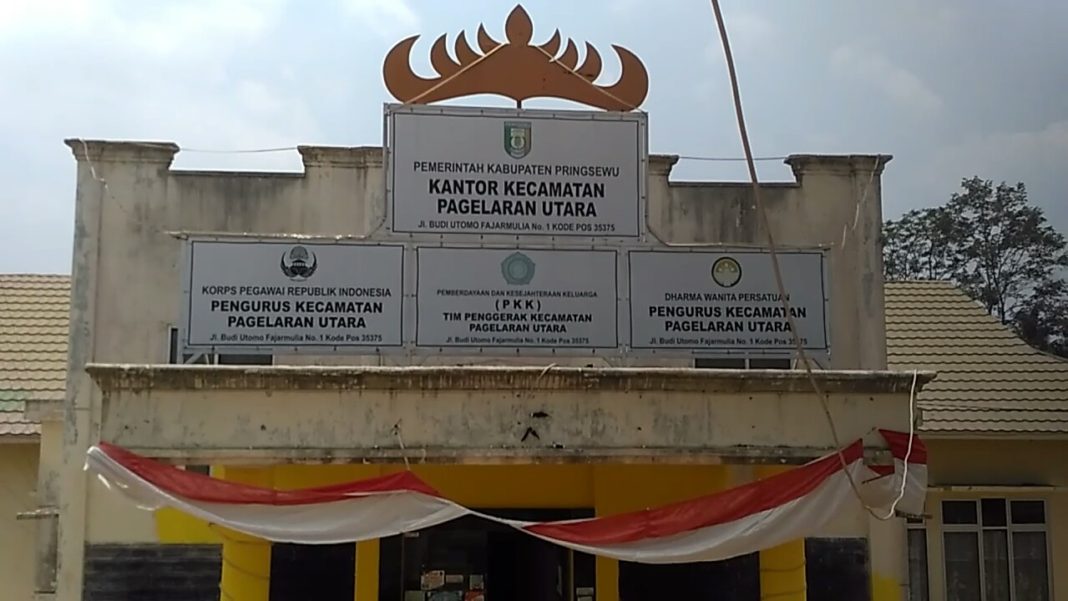 PEMERINTAH KABUPATEN PRINGSEWU
KANTOR KECAMATAN
PAGELARAN UTARA
Jl. BUDI UTOMO FAJARMULIA No. 1 KODE POS 35375
KORPS PEGAWAI REPUBLIK INDONESIA
PENGURUS KECAMATAN
PAGELARAN UTARA
Jl. Budi Utomo Fajarmulia No. 1 Kode Pos 35375
PEMBERDAYAAN DAN KESEJAHTERAAN KELUARGA
( P K K )
TIM PENGGERAK KECAMATAN
PAGELARAN UTARA
Jl. Budi Utomo Fajarmulia No. 1 Kode Pos 35375
DHARMA WANITA PERSATUAN
PENGURUS KECAMATAN
PAGELARAN UTARA
Jl. Budi Utomo Fajarmulia No. 1 Kode Pos 35375